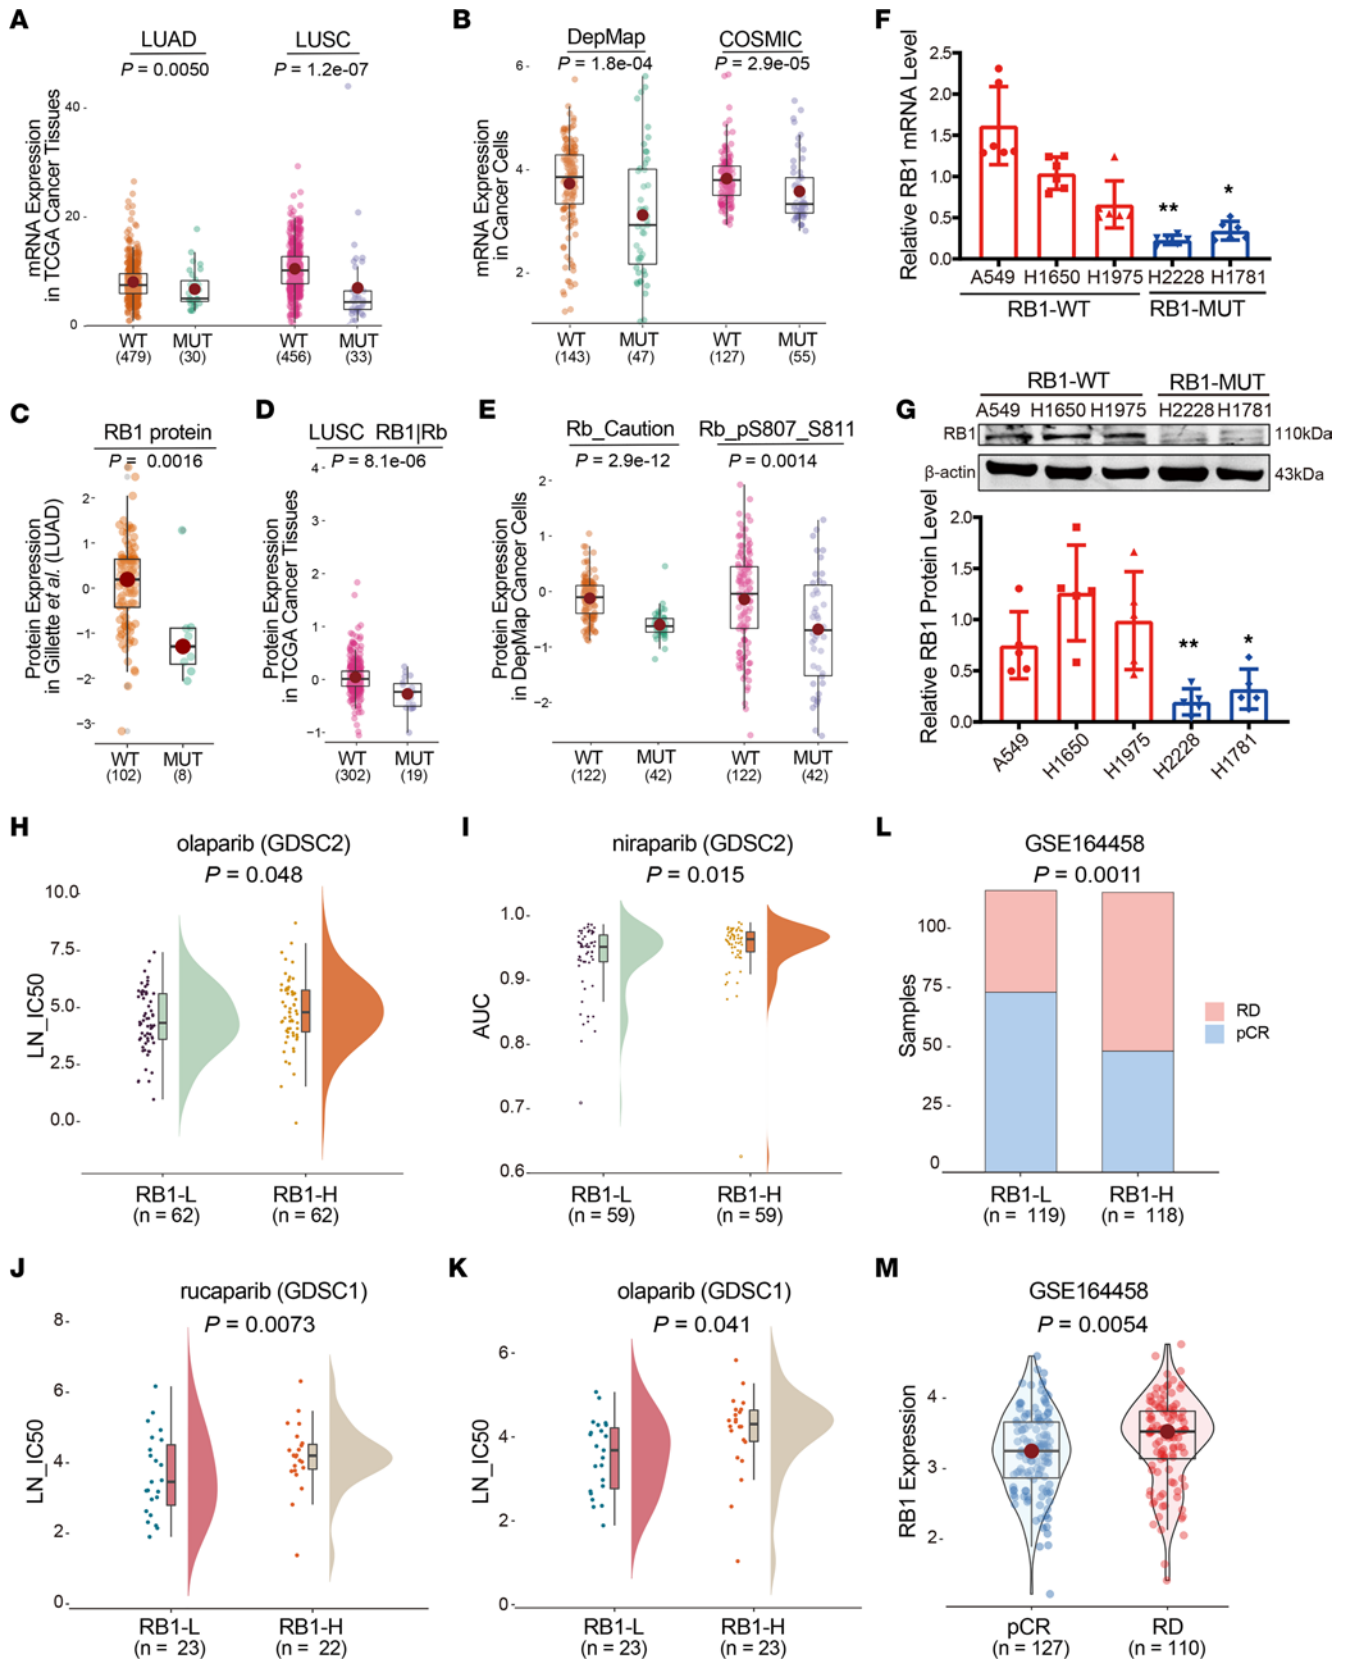 A
LUAD
LUSC
P = 0.0050
P = 1.2e-07
mRNA Expression
in TCGA Cancer Tissues
40
20
0
WT
MUT
WT
MUT
(479)
(30)
(456)
(33)
B
DepMap
COSMIC
P = 1.8e-04
P = 2.9e-05
mRNA Expression
in Cancer Cells
6
4
2
WT
MUT
WT
MUT
(143)
(47)
(127)
(55)
F
Relative RB1 mRNA Level
2.5
2.0
1.5
1.0
0.5
0.0
**
*
A549 H1650 H1975 H2228 H1781
RB1-WT
RB1-MUT
C
RB1 protein
P = 0.0016
Protein Expression
in Gillette et al. (LUAD)
2
1
0
−1
−2
−3
WT
MUT
(102)
(8)
D
LUSC RB1|Rb
P = 8.1e-06
Protein Expression
in TCGA Cancer Tissues
4
3
2
1
0
−1
WT
MUT
(302)
(19)
E
Rb_Caution
Rb_pS807_S811
P = 2.9e-12
P = 0.0014
Protein Expression
in DepMap Cancer Cells
2
1
0
−1
−2
WT
MUT
WT
MUT
(122)
(42)
(122)
(42)
G
RB1-WT
RB1-MUT
A549 H1650 H1975 H2228 H1781
RB1
110kDa
β-actin
43kDa
Relative RB1 Protein Level
2.0
1.5
1.0
0.5
0.0
**
*
A549
H1650
H1975
H2228
H1781
H
olaparib (GDSC2)
P = 0.048
LN_IC50
10.0
7.5
5.0
2.5
0.0
RB1-L
RB1-H
(n = 62)
(n = 62)
I
niraparib (GDSC2)
P = 0.015
AUC
1.0
0.9
0.8
0.7
0.6
RB1-L
RB1-H
(n = 59)
(n = 59)
L
GSE164458
P = 0.0011
Samples
100
75
50
25
0
RD
pCR
RB1-L
RB1-H
(n = 119)
(n = 118)
J
rucaparib (GDSC1)
P = 0.0073
LN_IC50
8
6
4
2
0
RB1-L
RB1-H
(n = 23)
(n = 22)
K
olaparib (GDSC1)
P = 0.041
LN_IC50
6
4
2
0
RB1-L
RB1-H
(n = 23)
(n = 23)
M
GSE164458
P = 0.0054
RB1 Expression
4
3
2
pCR
RD
(n = 127)
(n = 110)